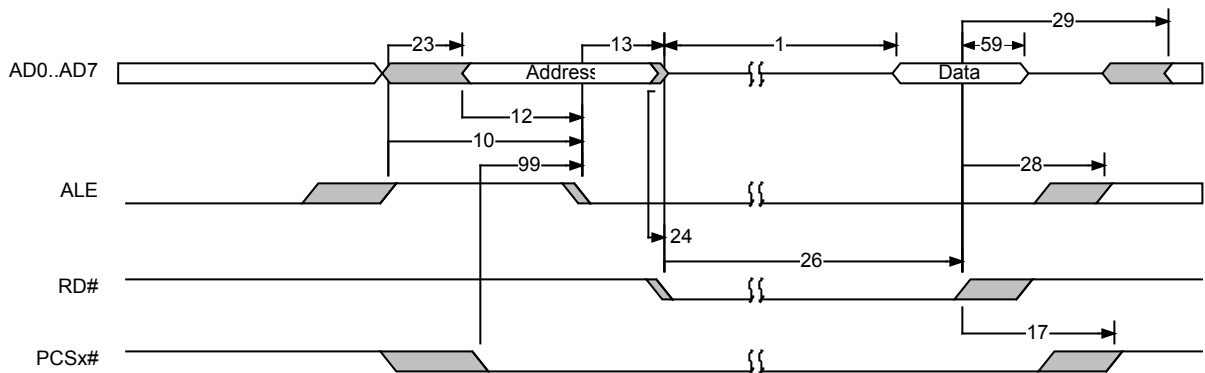 29
23
13
1
59
AD0..AD7
Address
Data
12
10
99
28
ALE
24
26
RD#
17
PCSx#